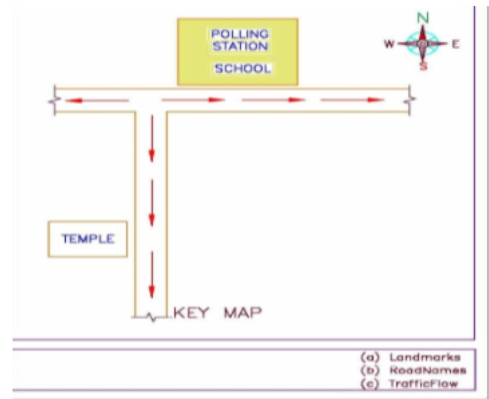 N
W E
S
POLLING
STATION
SCHOOL
TEMPLE
KEY MAP
(a) Landmarks
(b) RoadNames
(c) TrafficFlow